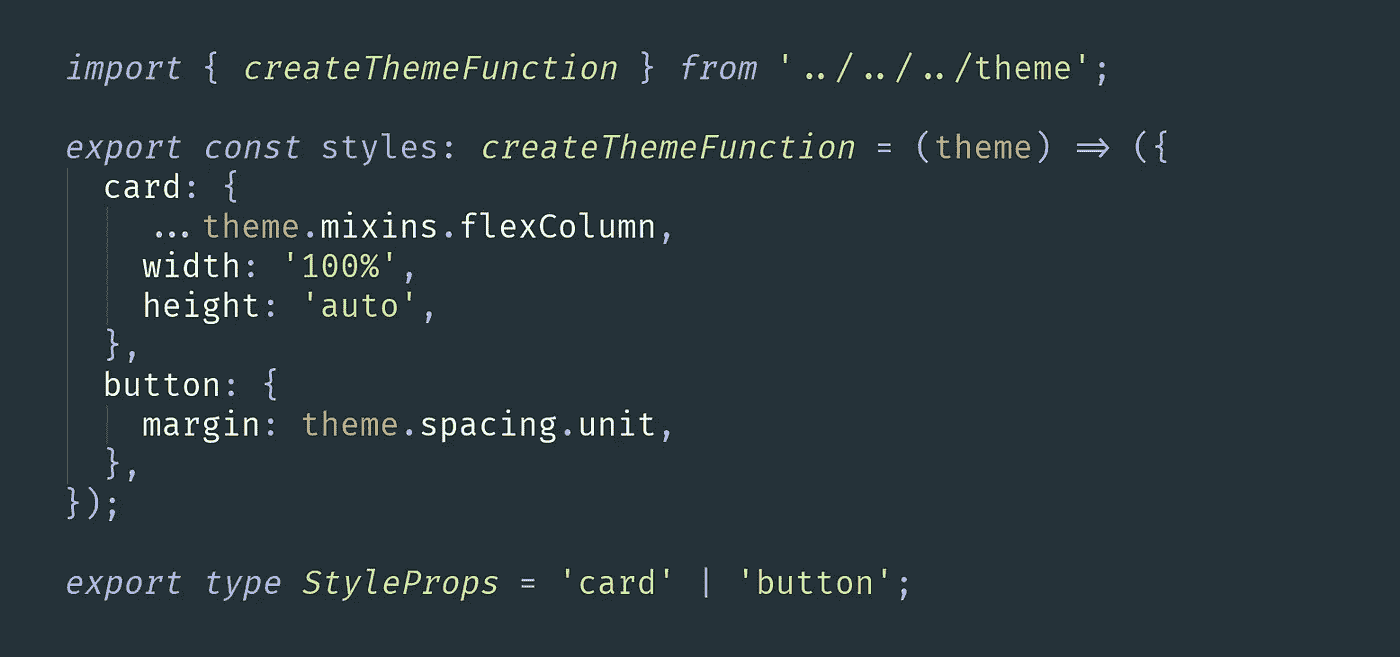 import { createThemeFunction } from '../../../theme';
export const styles: createThemeFunction = (theme) => ({
card: {
...theme.mixins.flexColumn,
width: '100%',
height: 'auto',
},
button: {
margin: theme.spacing.unit,
},
});
export type StyleProps = 'card' | 'button';